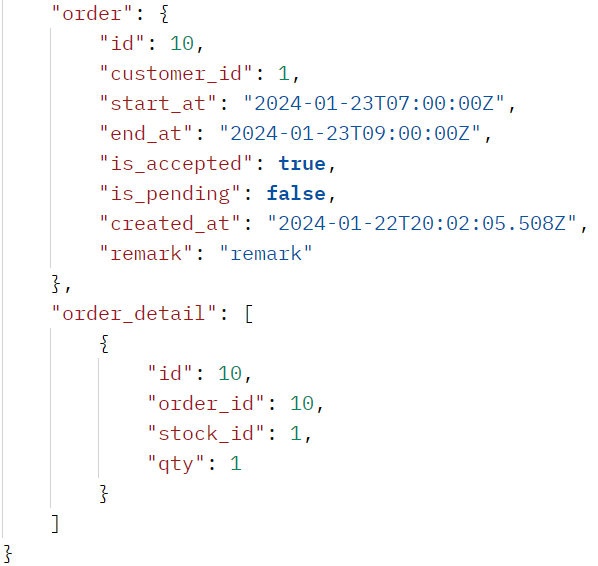 "order": {
"id": 10,
"customer_id": 1,
"start_at": "2024-01-23T07:00:00Z",
"end_at": "2024-01-23T09:00:00Z",
"is_accepted": true,
"is_pending": false,
"created_at": "2024-01-22T20:02:05.508Z",
"remark": "remark"
},
"order_detail": [
{
"id": 10,
"order_id": 10,
"stock_id": 1,
"qty": 1
}
]
}